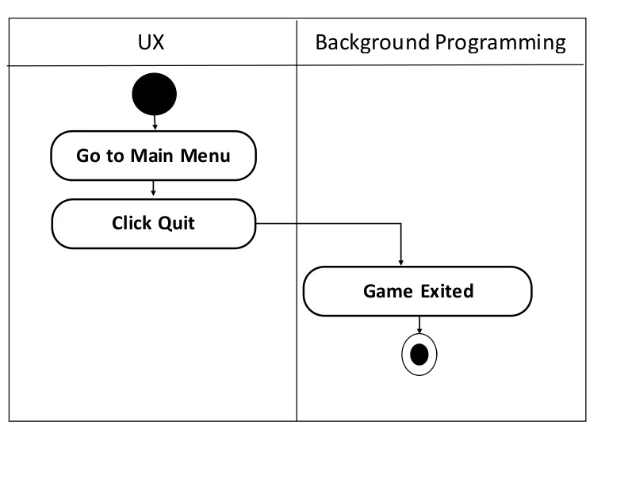 UX
Background Programming
Go to Main Menu
Click Quit
Game Exited